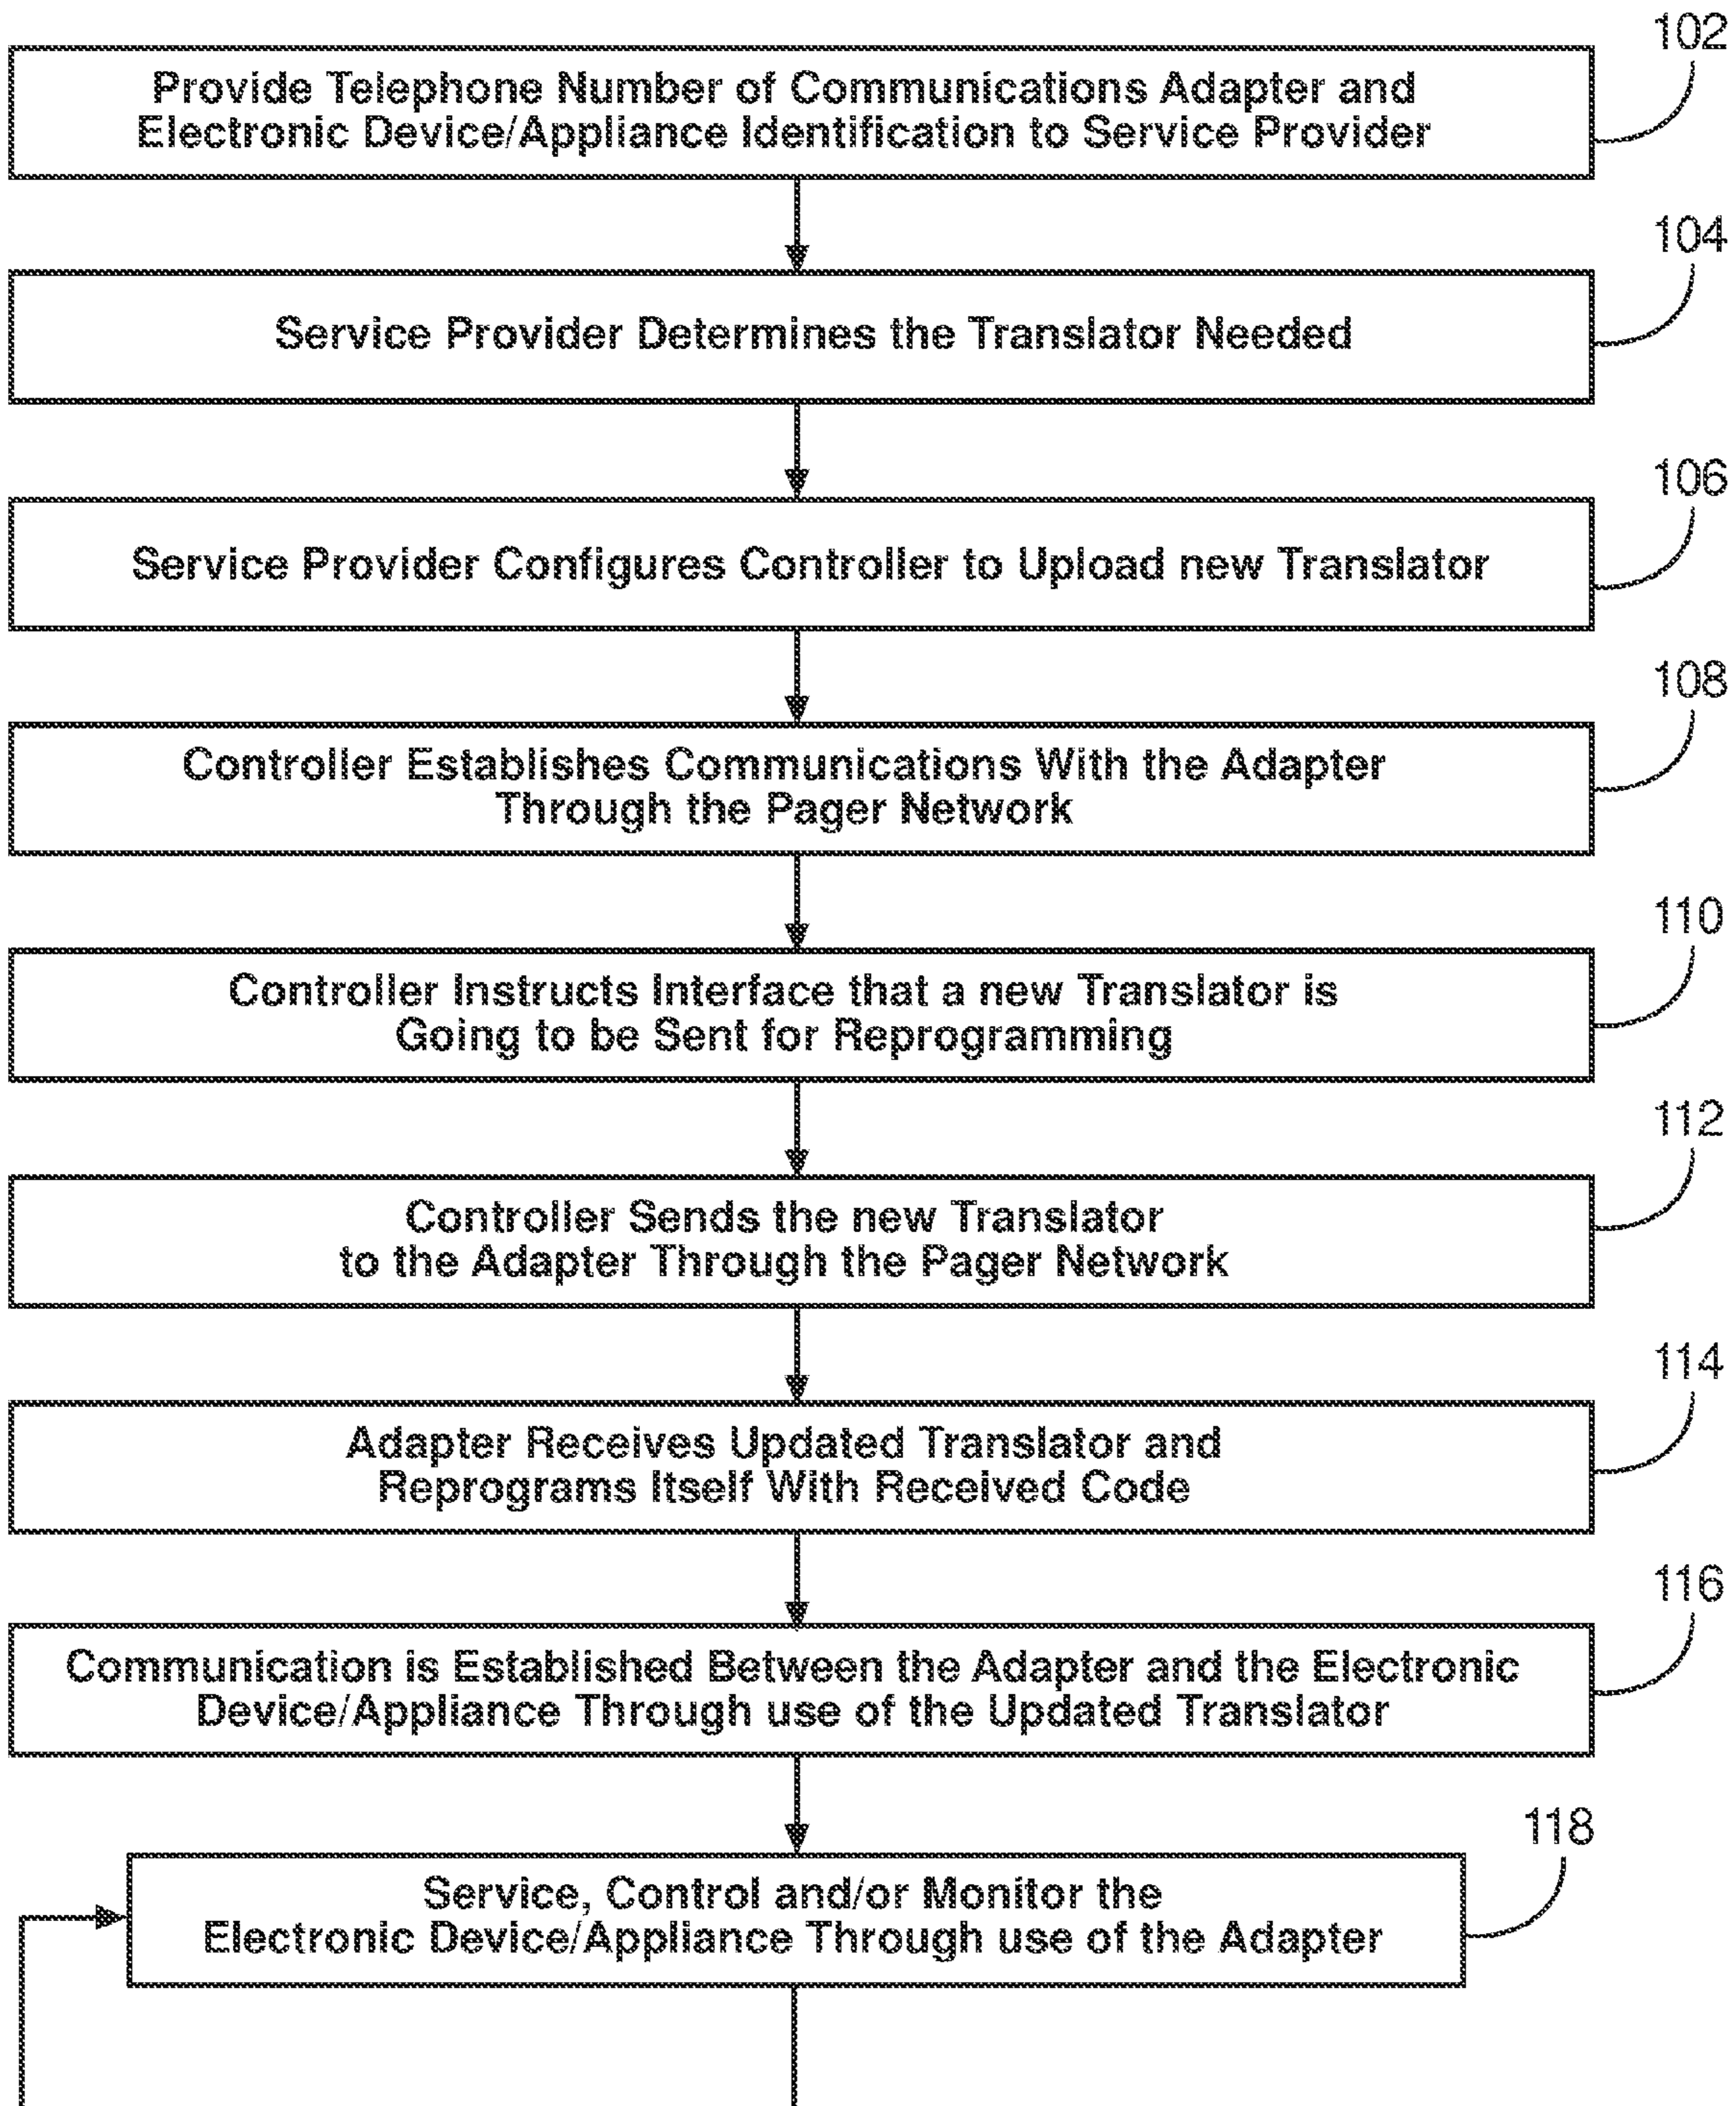 102
Provide Telephone Number of Communications Adapter and
Electronic Device/Appliance Identification to Service Provider
104
Service Provider Determines the Translator Needed
106
Service Provider Configures Controller to Upload new Translator
108
Controller Establishes Communications With the Adapter
Through the Pager Network
110
Controller Instructs Interface that a new Translator is
Going to be Sent for Reprogramming
112
Controller Sends the new Translator
to the Adapter Through the Pager Network
114
Adapter Receives Updated Translator and
Reprograms Itself With Received Code
116
Communication is Established Between the Adapter and the Electronic
Device/Appliance Through use of the Updated Translator
118
Service, Control and/or Monitor the
Electronic Device/Appliance Through use of the Adapter